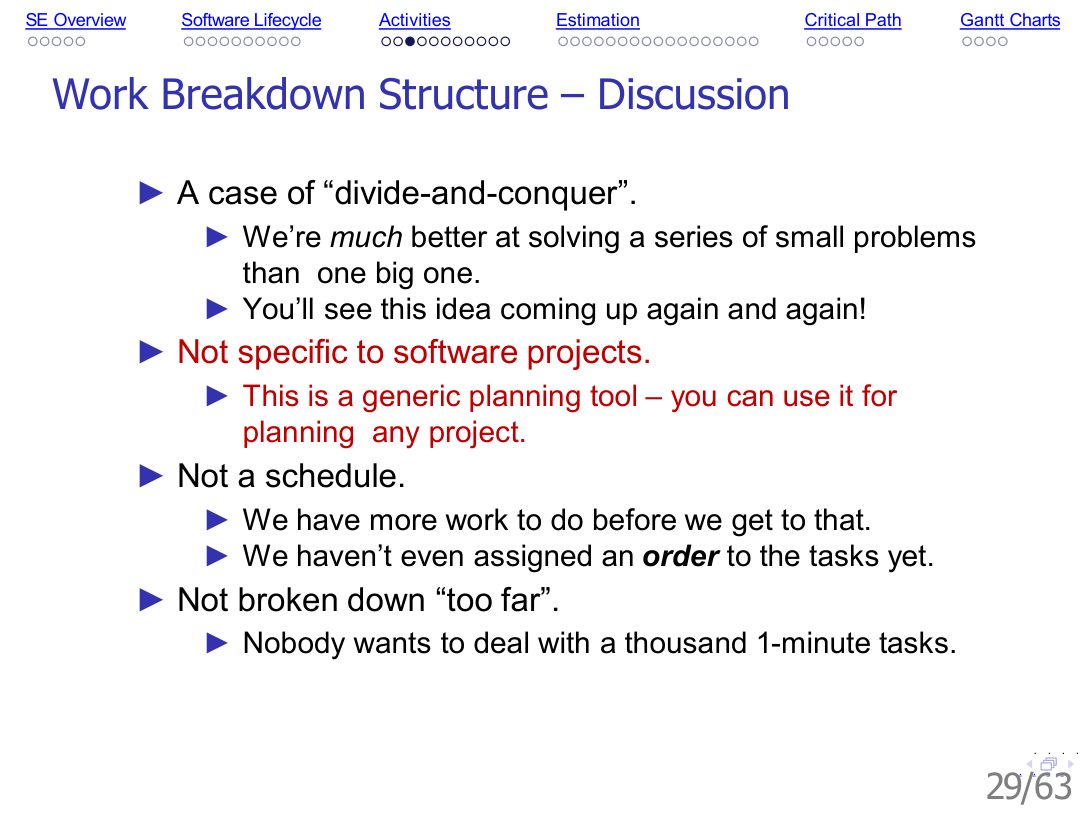 SE Overview Software Lifecycle Activities Estimation Critical Path Gantt Charts
Work Breakdown Structure – Discussion
► A case of “divide-and-conquer”.
► We’re much better at solving a series of small problems
than one big one.
► You’ll see this idea coming up again and again!
► Not specific to software projects.
► This is a generic planning tool – you can use it for
planning any project.
► Not a schedule.
► We have more work to do before we get to that.
► We haven’t even assigned an order to the tasks yet.
► Not broken down “too far”.
► Nobody wants to deal with a thousand 1-minute tasks.
29/63